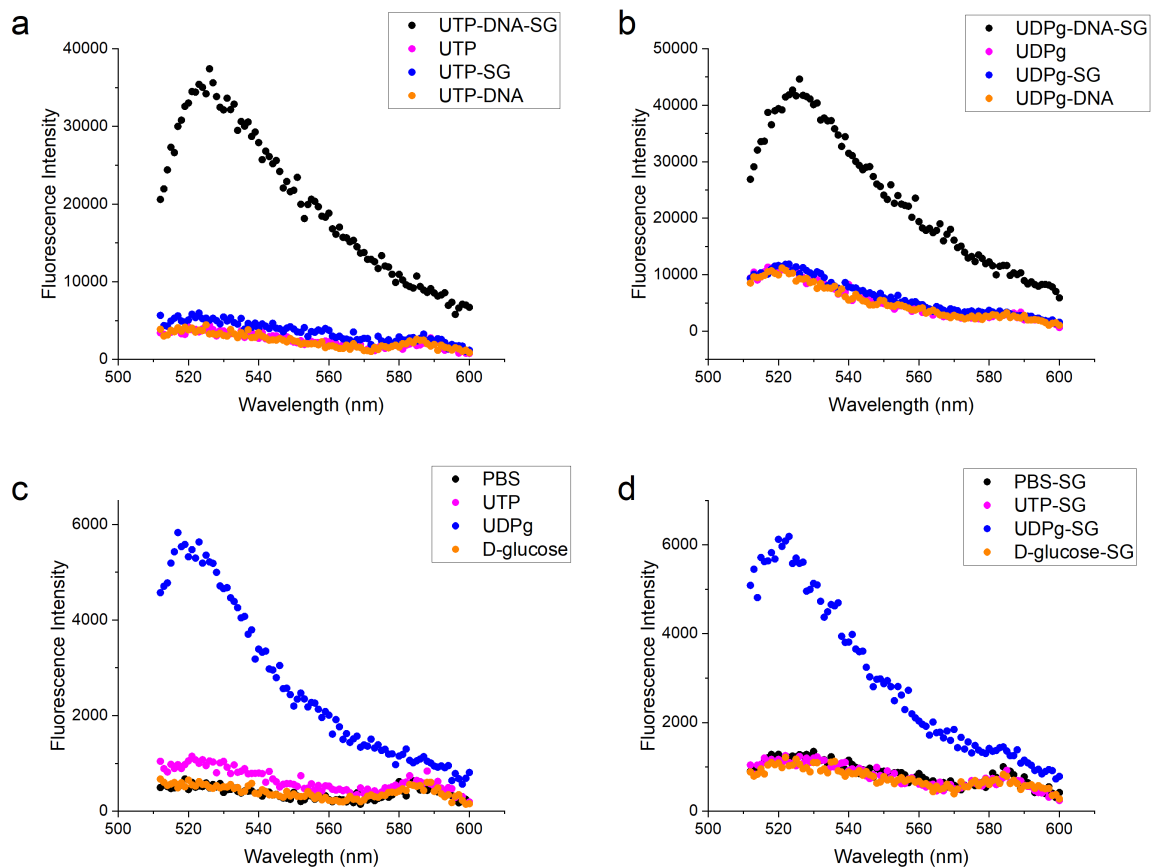 a
UTP-DNA-SG
UTP
UTP-SG
UTP-DNA
40000
30000
20000
10000
0
Fluorescence Intensity
500 520 540 560 580 600
Wavelength (nm)
b
UDPg-DNA-SG
UDPg
UDPg-SG
UDPg-DNA
50000
40000
30000
20000
10000
0
Fluorescence Intensity
500 520 540 560 580 600
Wavelength (nm)
c
PBS
UTP
UDPg
D-glucose
6000
4000
2000
0
Fluorescence Intensity
500 520 540 560 580 600
Wavelength (nm)
d
PBS-SG
UTP-SG
UDPg-SG
D-glucose-SG
6000
4000
2000
0
Fluorescence Intensity
500 520 540 560 580 600
Wavelength (nm)